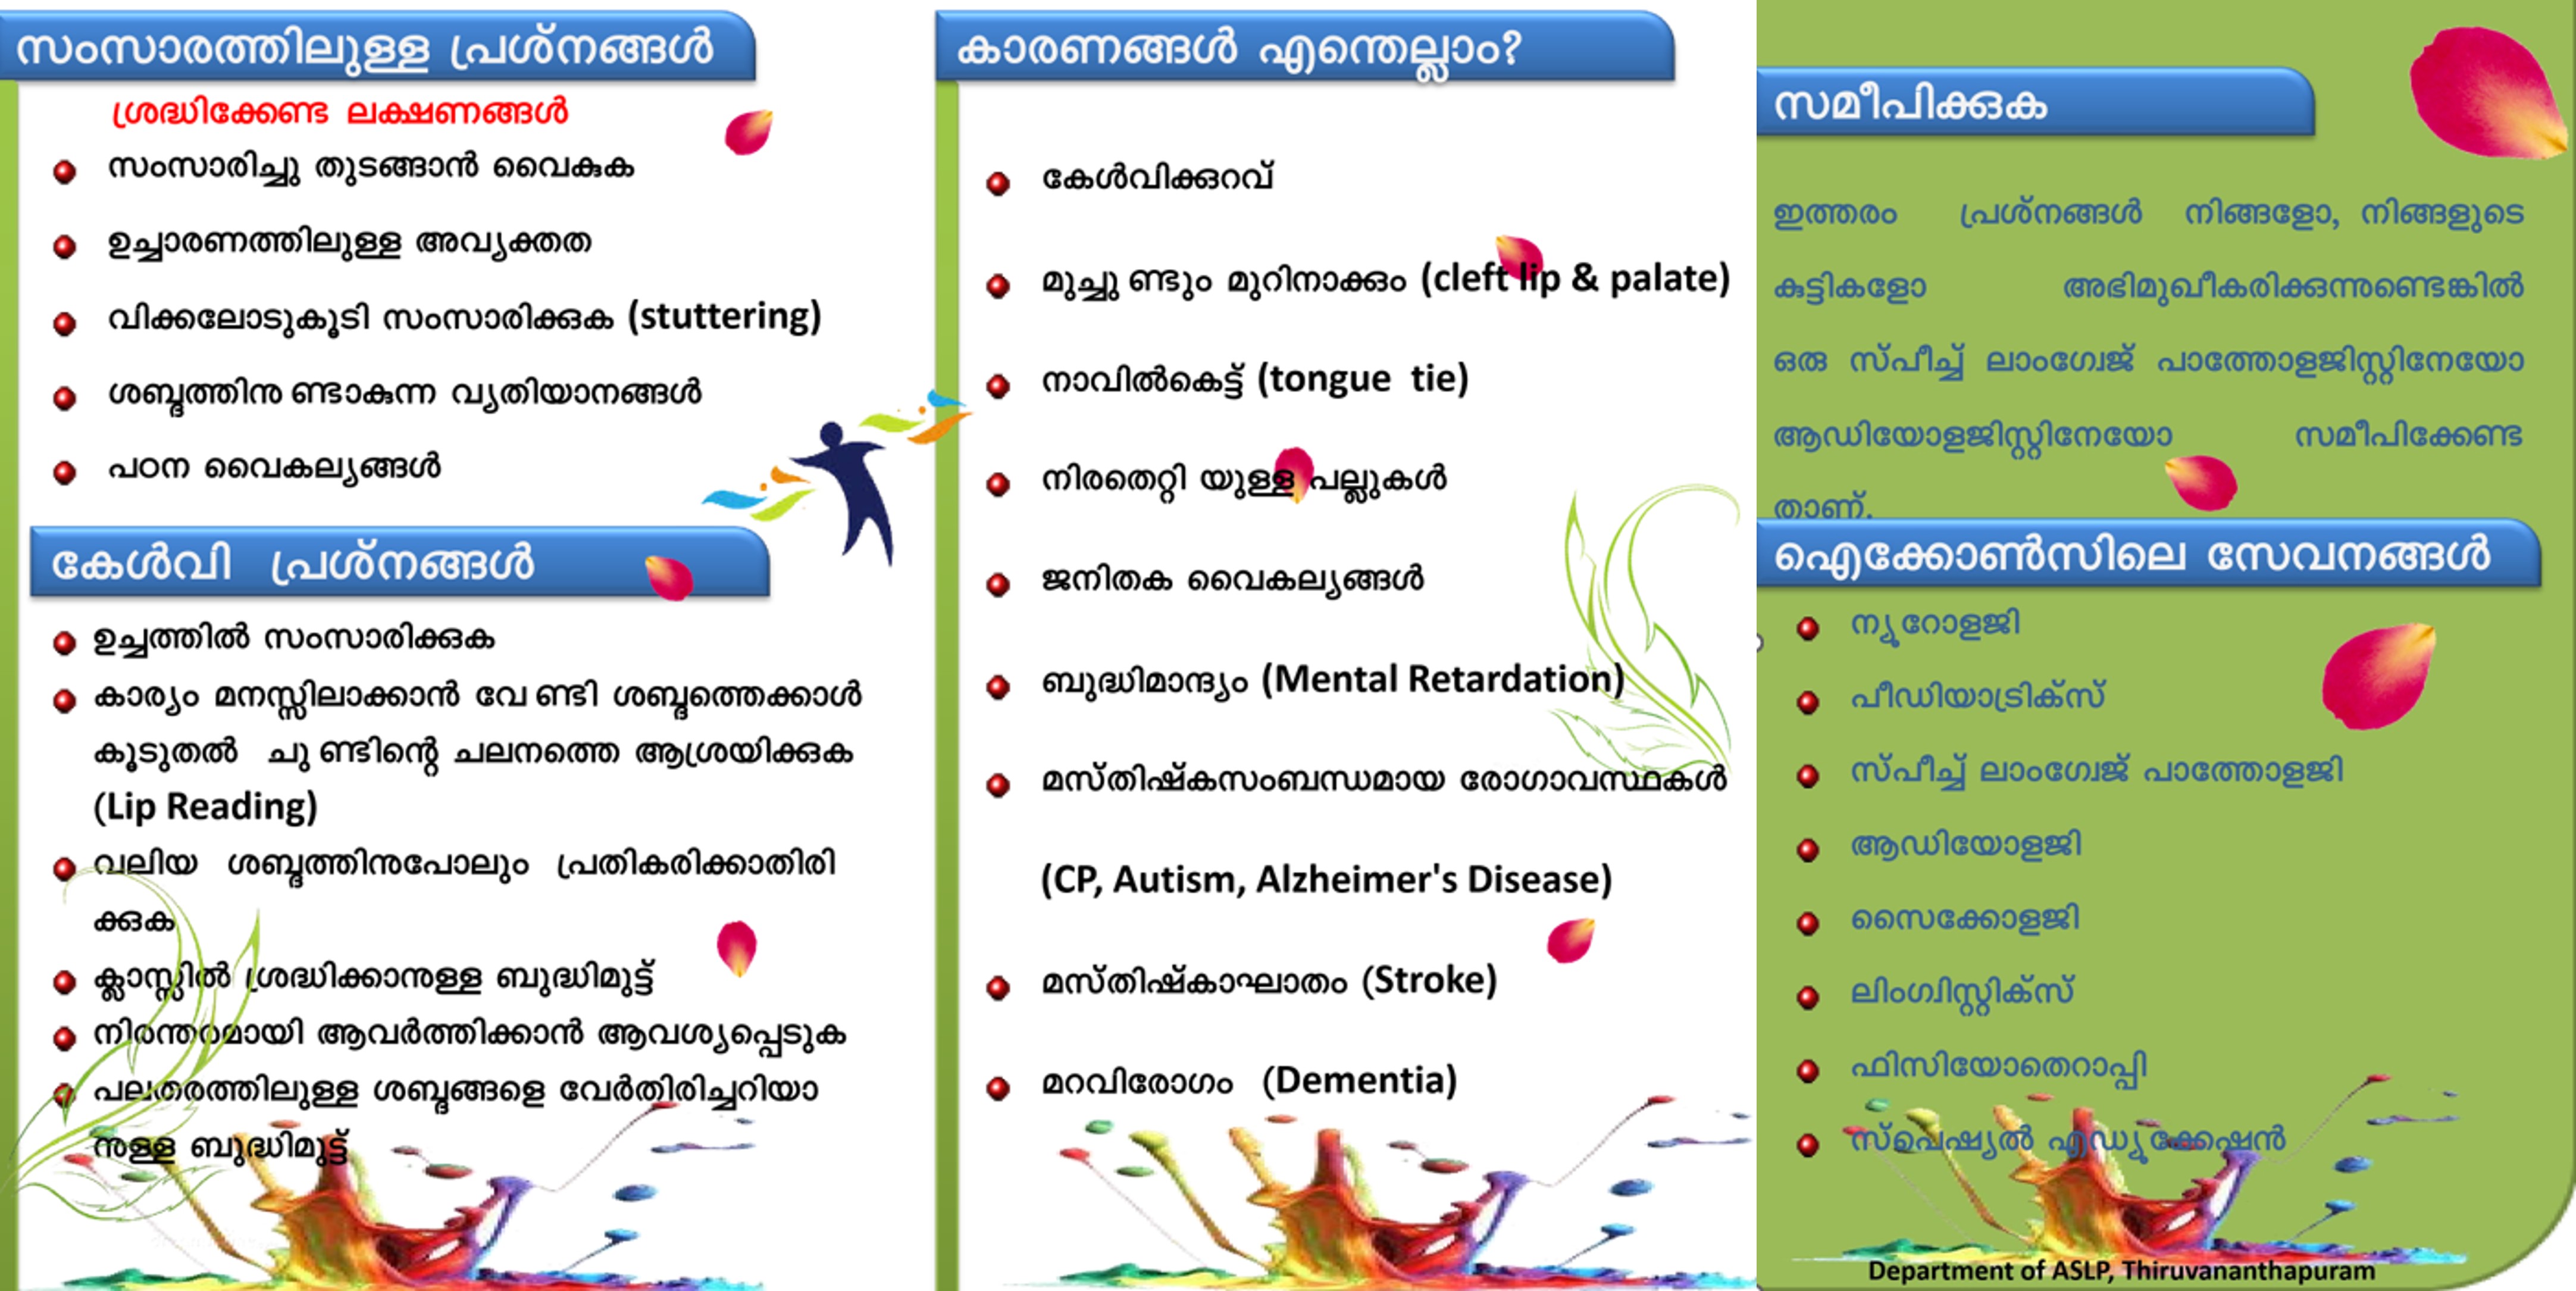 സംസാരത്തിലുള്ള പ്രശ്നങ്ങൾ
ശ്രദ്ധിക്കേണ്ട ലക്ഷണങ്ങൾ
സംസാരിച്ചു തുടങ്ങാൻ വൈകുക
ഉച്ചാരണത്തിലുള്ള അവ്യക്തത
വിക്കലോടുകൂടി സംസാരിക്കുക (stuttering)
ശബ്ദത്തിനു ണ്ടാകുന്ന വ്യതിയാനങ്ങൾ
പഠന വൈകല്യങ്ങൾ
കേൾവി പ്രശ്നങ്ങൾ
ഉച്ചത്തിൽ സംസാരിക്കുക
കാര്യം മനസ്സിലാക്കാൻ വേ ണ്ടി ശബ്ദത്തെക്കാൾ
കൂടുതൽ ചു ണ്ടിന്റെ ചലനത്തെ ആശ്രയിക്കുക
(Lip Reading)
വലിയ ശബ്ദത്തിനുപോലും പ്രതികരിക്കാതിരി
ക്കുക
ക്ലാസ്സിൽ ശ്രദ്ധിക്കാനുള്ള ബുദ്ധിമുട്ട്
നിരന്തരമായി ആവർത്തിക്കാൻ ആവശ്യപ്പെടുക
പലതരത്തിലുള്ള ശബ്ദങ്ങളെ വേർതിരിച്ചറിയാ
നുള്ള ബുദ്ധിമുട്ട്
കാരണങ്ങൾ എന്തെല്ലാം?
കേൾവിക്കുറവ്
മുച്ചു ണ്ടും മുറിനാക്കും (cleft lip & palate)
നാവിൽകെട്ട് (tongue tie)
നിരതെറ്റി യുള്ള പല്ലുകൾ
ജനിതക വൈകല്യങ്ങൾ
ബുദ്ധിമാന്ദ്യം (Mental Retardation)
മസ്തിഷ്കസംബന്ധമായ രോഗാവസ്ഥകൾ
(CP, Autism, Alzheimer's Disease)
മസ്തിഷ്കാഘാതം (Stroke)
മറവിരോഗം (Dementia)
സമീപിക്കുക
ഇത്തരം പ്രശ്നങ്ങൾ നിങ്ങളോ, നിങ്ങളുടെ
കുട്ടികളോ അഭിമുഖീകരിക്കുന്നുണ്ടെങ്കിൽ
ഒരു സ്പീച്ച് ലാംഗ്വേജ് പാത്തോളജിസ്റ്റിനേയോ
ആഡിയോളജിസ്റ്റിനേയോ സമീപിക്കേണ്ട
താണ്.
ഐക്കോൺസിലെ സേവനങ്ങൾ
ന്യൂറോളജി
പീഡിയാട്രിക്സ്
സ്പീച്ച് ലാംഗ്വേജ് പാത്തോളജി
ആഡിയോളജി
സൈക്കോളജി
ലിംഗ്വിസ്റ്റിക്സ്
ഫിസിയോതെറാപ്പി
സ്പെഷ്യൽ എഡ്യൂക്കേഷൻ
Department of ASLP, Thiruvananthapuram